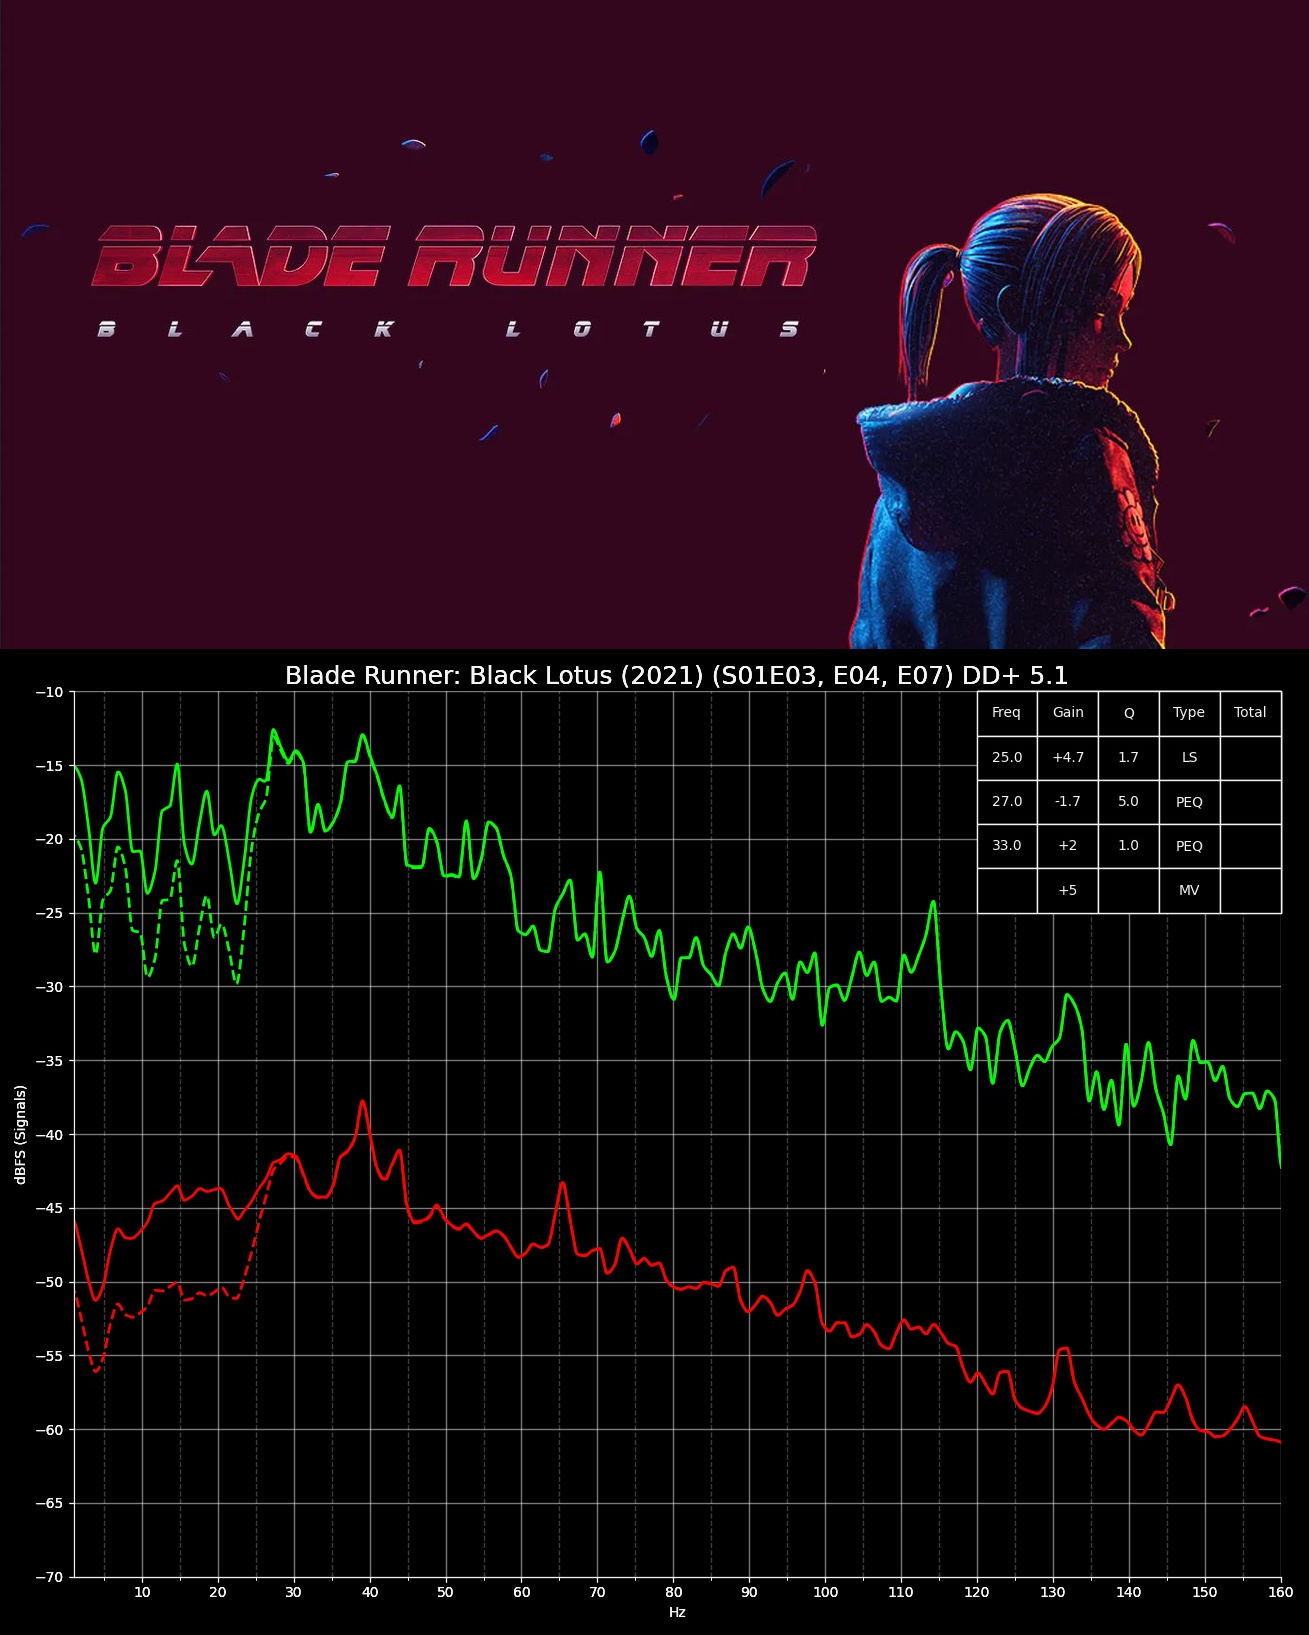 BLADE RUNNER
BLACK LOTUS
Blade Runner: Black Lotus (2021) (S01E03, E04, E07) DD+ 5.1
Freq Gain Q Type Total
25.0 +4.7 1.7 LS
27.0 -1.7 5.0 PEQ
33.0 +2 1.0 PEQ
+5 MV
dBFS (Signals)
−10
−15
−20
−25
−30
−35
−40
−45
−50
−55
−60
−65
−70
10 20 30 40 50 60 70 80 90 100 110 120 130 140 150 160
Hz